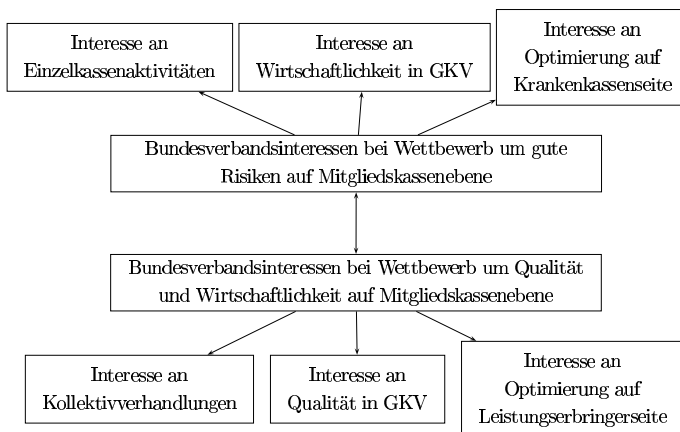 Interesse an
Einzelkassenaktivitäten
Interesse an
Wirtschaftlichkeit in GKV
Interesse an
Optimierung auf
Krankenkassenseite
Bundesverbandsinteressen bei Wettbewerb um gute
Risiken auf Mitgliedskassenebene
Bundesverbandsinteressen bei Wettbewerb um Qualität
und Wirtschaftlichkeit auf Mitgliedskassenebene
Interesse an
Kollektivverhandlungen
Interesse an
Qualität in GKV
Interesse an
Optimierung auf
Leistungserbringerseite